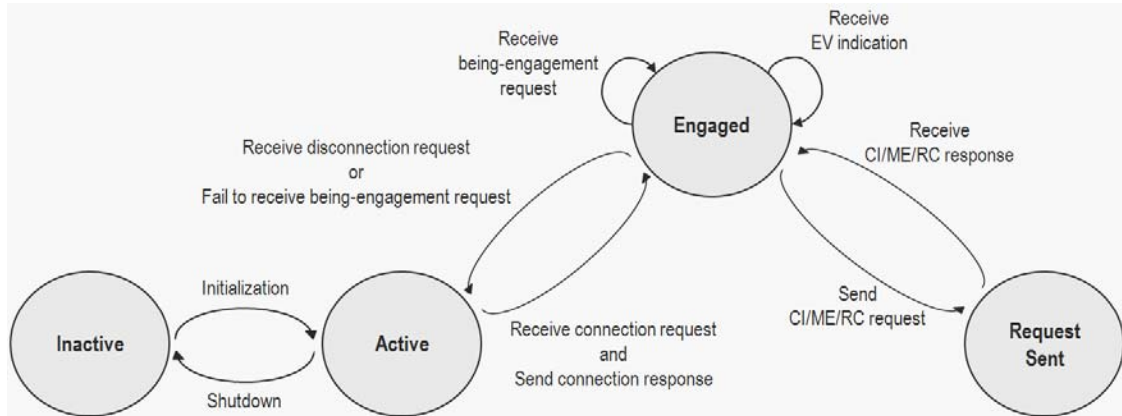 Receive
being-engagement
request
Receive
EV indication
Engaged
Receive
CI/ME/RC response
Receive disconnection request
or
Fail to receive being-engagement request
Initialization
Inactive
Active
Shutdown
Receive connection request
and
Send connection response
Send
CI/ME/RC request
Request
Sent